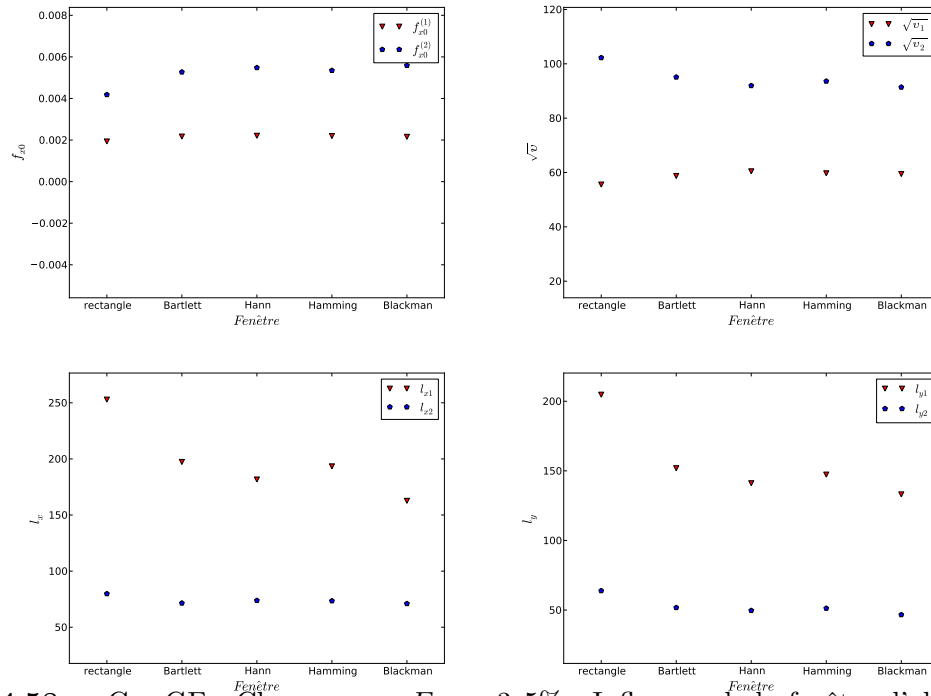 0.008
0.006
0.004
0.002
0.000
−0.002
−0.004
f_{x0}
f_{x0}^{(1)}
f_{x0}^{(2)}
rectangle Bartlett Hann Hamming Blackman
Fenêtre
120
100
80
60
40
20
√v
√v_1
√v_2
rectangle Bartlett Hann Hamming Blackman
Fenêtre
250
200
150
100
50
l_x
l_{x1}
l_{x2}
rectangle Bartlett Hann Hamming Blackman
Fenêtre
200
150
100
50
l_y
l_{y1}
l_{y2}
rectangle Bartlett Hann Hamming Blackman
Fenêtre